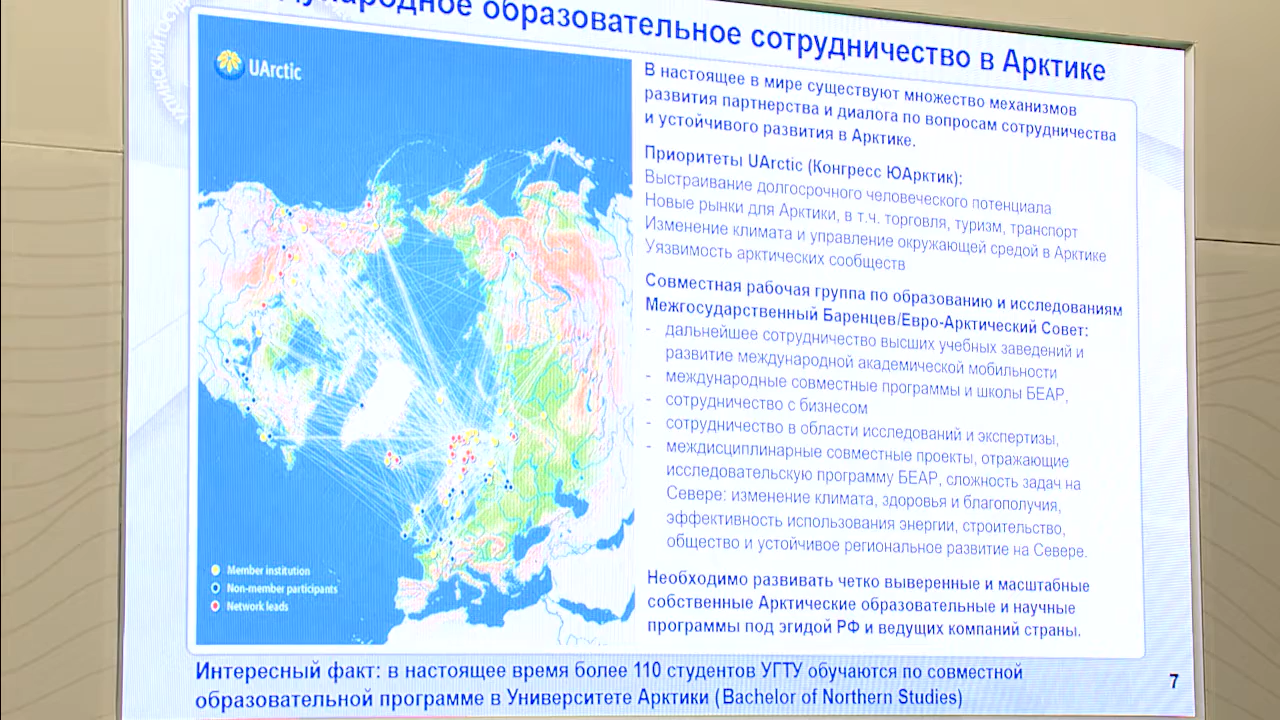 образовательное сотрудничество в Арктике
UArctic
В настоящее в мире существуют множество механизмов
развития партнерства и диалога по вопросам сотрудничества
и устойчивого развития в Арктике.
Приоритеты UArctic (Конгресс ЮАрктик):
Выстраивание долгосрочного человеческого потенциала
Новые рынки для Арктики, в т.ч. торговля, туризм, транспорт
Изменение климата и управление окружающей средой в Арктике
Уязвимость арктических сообществ
Совместная рабочая группа по образованию и исследованиям
Межгосударственный Баренцев/Евро-Арктический Совет:
- дальнейшее сотрудничество высших учебных заведений и
развитие международной академической мобильности
- международные совместные программы и школы БЕАР,
- сотрудничество с бизнесом
- сотрудничество в области исследований и экспертизы,
- междисциплинарные совместные проекты, отражающие
исследовательскую программу БЕАР, сложность задач на
Севере: изменение климата, здоровья и благополучия,
эффективность использования энергии, строительство,
общество и устойчивое региональное развитие на Севере.
Необходимо развивать четко выверенные и масштабные
собственные Арктические образовательные и научные
программы под эгидой РФ и ведущих компаний страны.
Member institution
Non-member participants
Network leads
Интересный факт: в настоящее время более 110 студентов УГТУ обучаются по совместной
образовательной программе в Университете Арктики (Bachelor of Northern Studies)
7